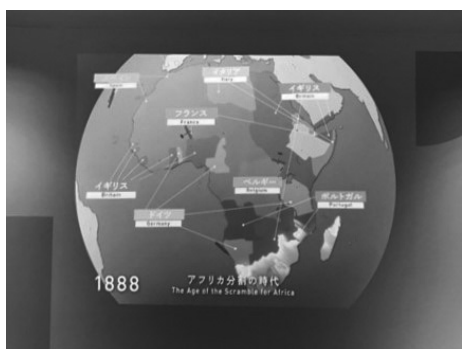 Spain
イタリア
Italy
イギリス
Britain
フランス
France
イギリス
Britain
ベルギー
Belgium
ポルトガル
Portugal
ドイツ
Germany
1888
アフリカ分割の時代
The Age of the Scramble for Africa